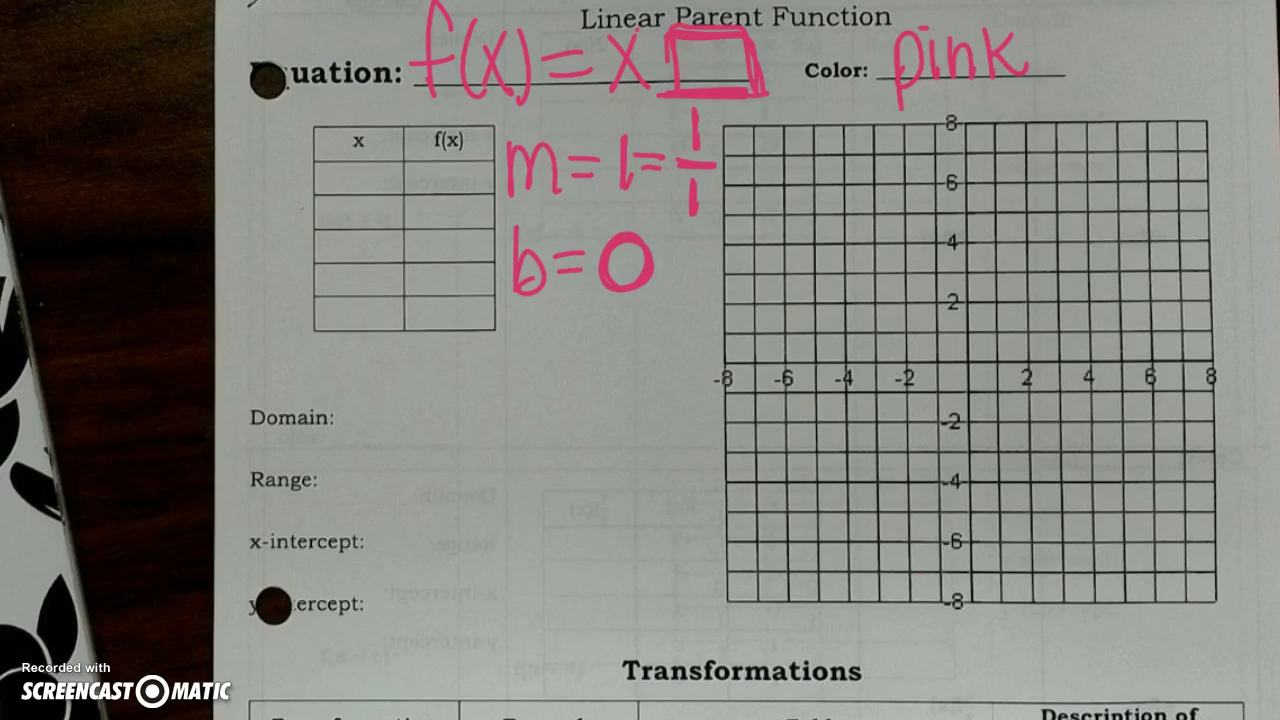 Linear Parent Function
uation: f(x) = x Color: pink
x f(x)
m = 1 = 1/1
b = 0
8
6
4
2
-8 -6 -4 -2 2 4 6 8
-2
-4
-6
-8
Domain:
Range:
x-intercept:
y ercept:
Transformations
Description of
Recorded with
SCREENCAST-O-MATIC